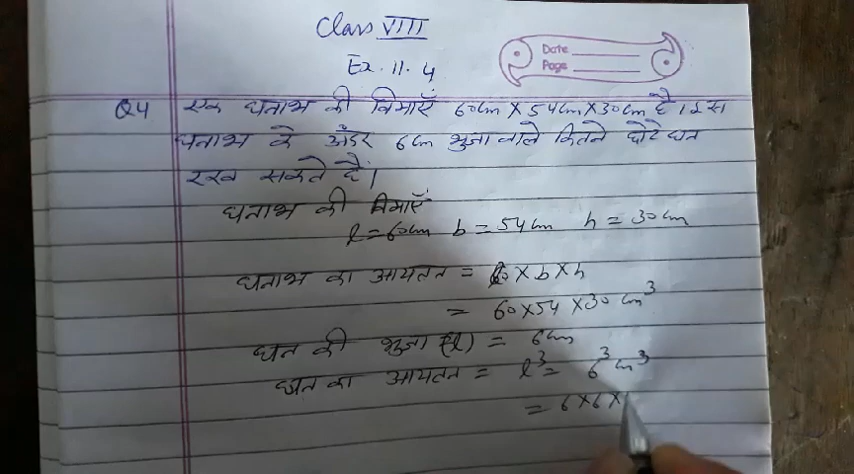 Class VIII
Date
Page
Ex. 11. 4
Q4 एक घनाभ की विमाएँ 60cm × 54cm × 30cm है। इस
घनाभ के अंदर 6cm भुजा वाले कितने छोटे घन
रख सकते हैं।
घनाभ की विमाएँ
l = 60cm b = 54cm h = 30cm
घनाभ का आयतन = l × b × h
= 60 × 54 × 30 cm³
घन की भुजा (l) = 6cm
घन का आयतन = l³ = 6³ cm³
= 6 × 6 ×